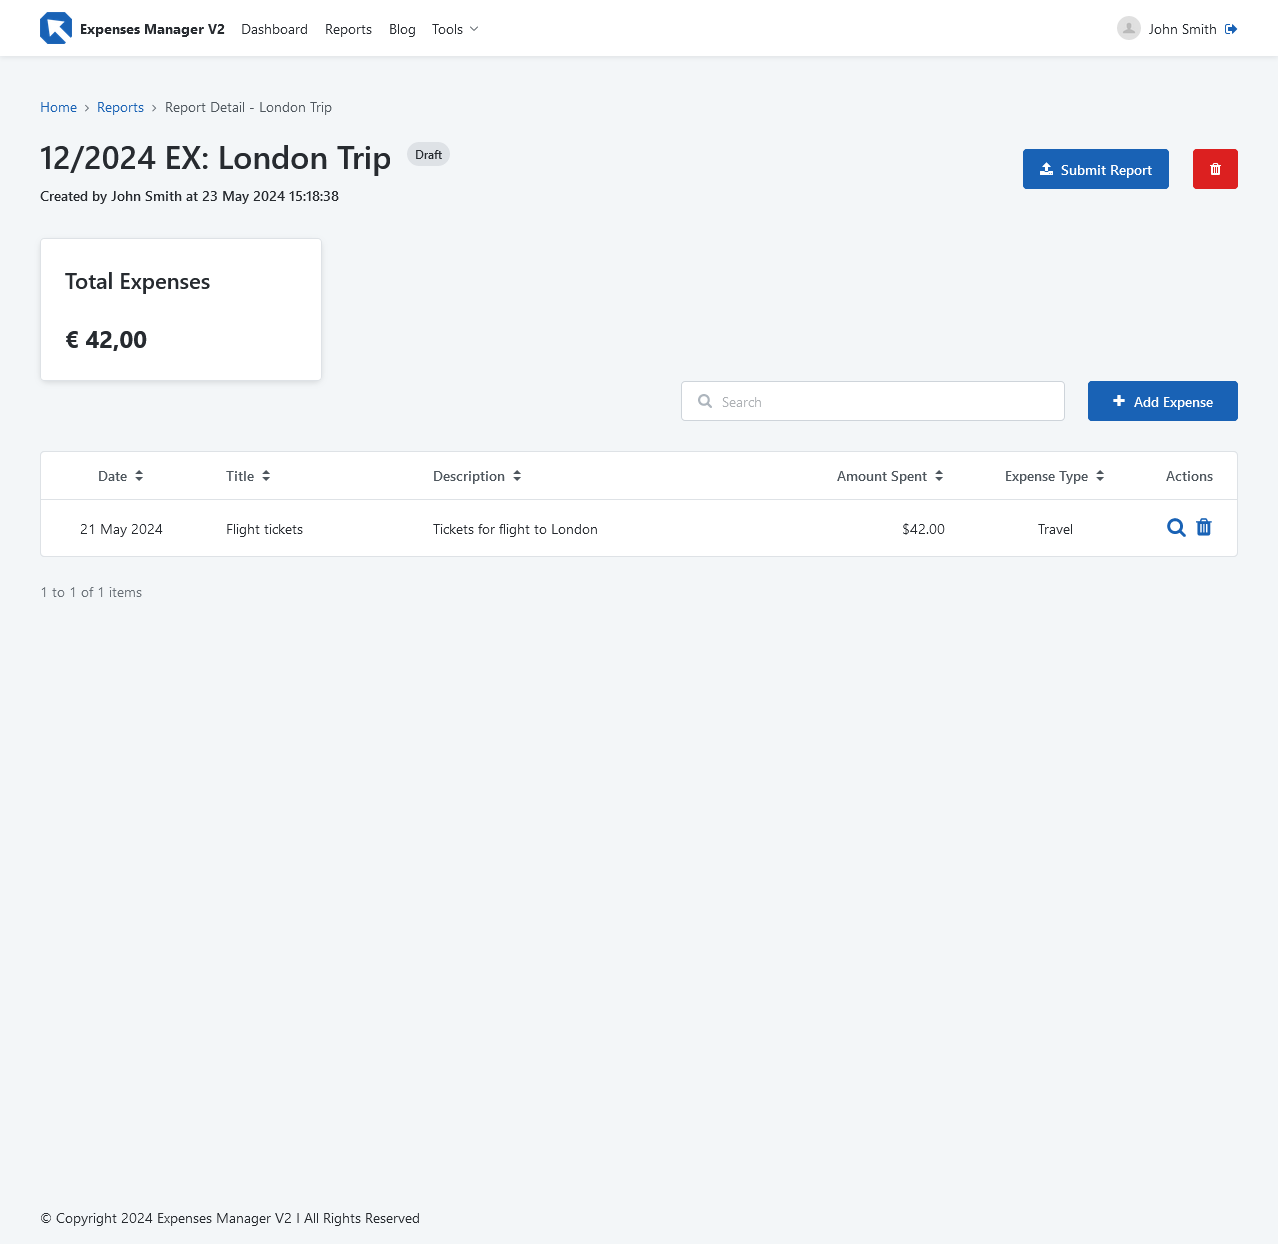 Expenses Manager V2 Dashboard Reports Blog Tools John Smith
Home › Reports › Report Detail - London Trip
12/2024 EX: London Trip Draft
Submit Report
Created by John Smith at 23 May 2024 15:18:38
Total Expenses
€ 42,00
Search
Add Expense
Date Title Description Amount Spent Expense Type Actions
21 May 2024 Flight tickets Tickets for flight to London $42.00 Travel
1 to 1 of 1 items
© Copyright 2024 Expenses Manager V2 I All Rights Reserved